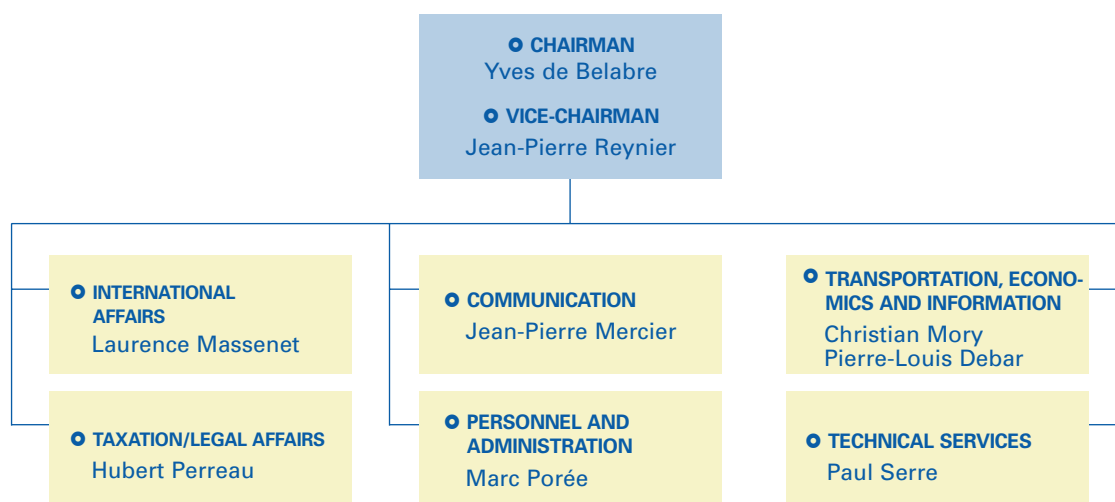 CHAIRMAN
Yves de Belabre
VICE-CHAIRMAN
Jean-Pierre Reynier
INTERNATIONAL
AFFAIRS
Laurence Massenet
COMMUNICATION
Jean-Pierre Mercier
TRANSPORTATION, ECONO-
MICS AND INFORMATION
Christian Mory
Pierre-Louis Debar
TAXATION/LEGAL AFFAIRS
Hubert Perreau
PERSONNEL AND
ADMINISTRATION
Marc Porée
TECHNICAL SERVICES
Paul Serre